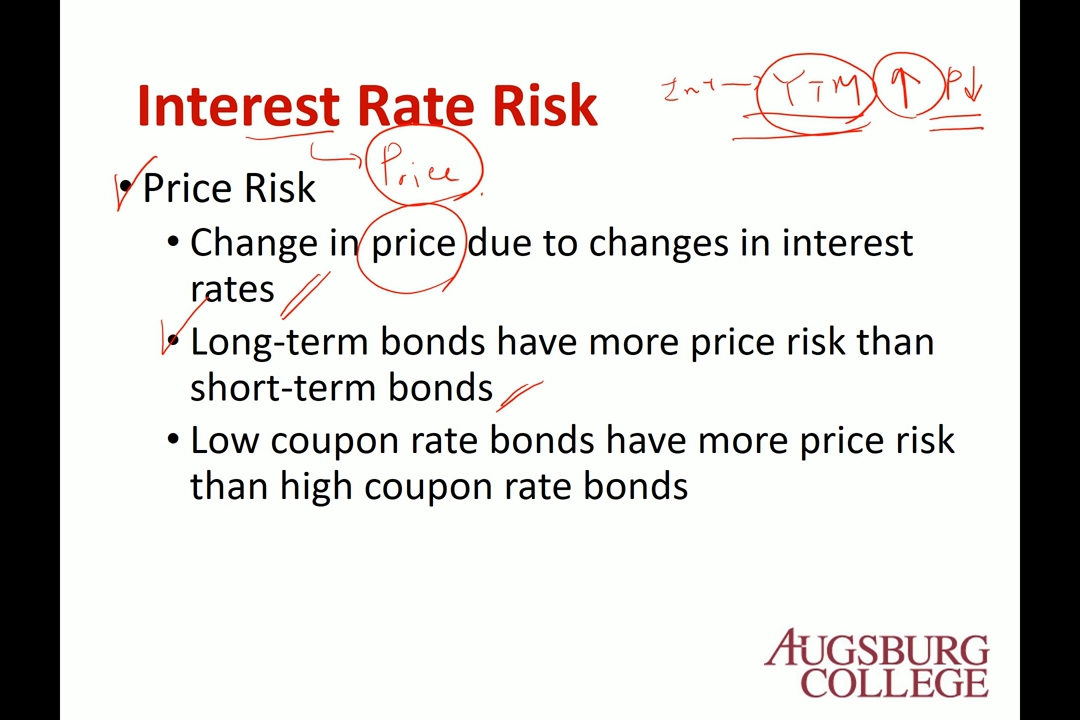 Int → YTM ↑ P↓
Interest Rate Risk
→ Price
• Price Risk
• Change in price due to changes in interest
rates
• Long-term bonds have more price risk than
short-term bonds
• Low coupon rate bonds have more price risk
than high coupon rate bonds
AUGSBURG
COLLEGE